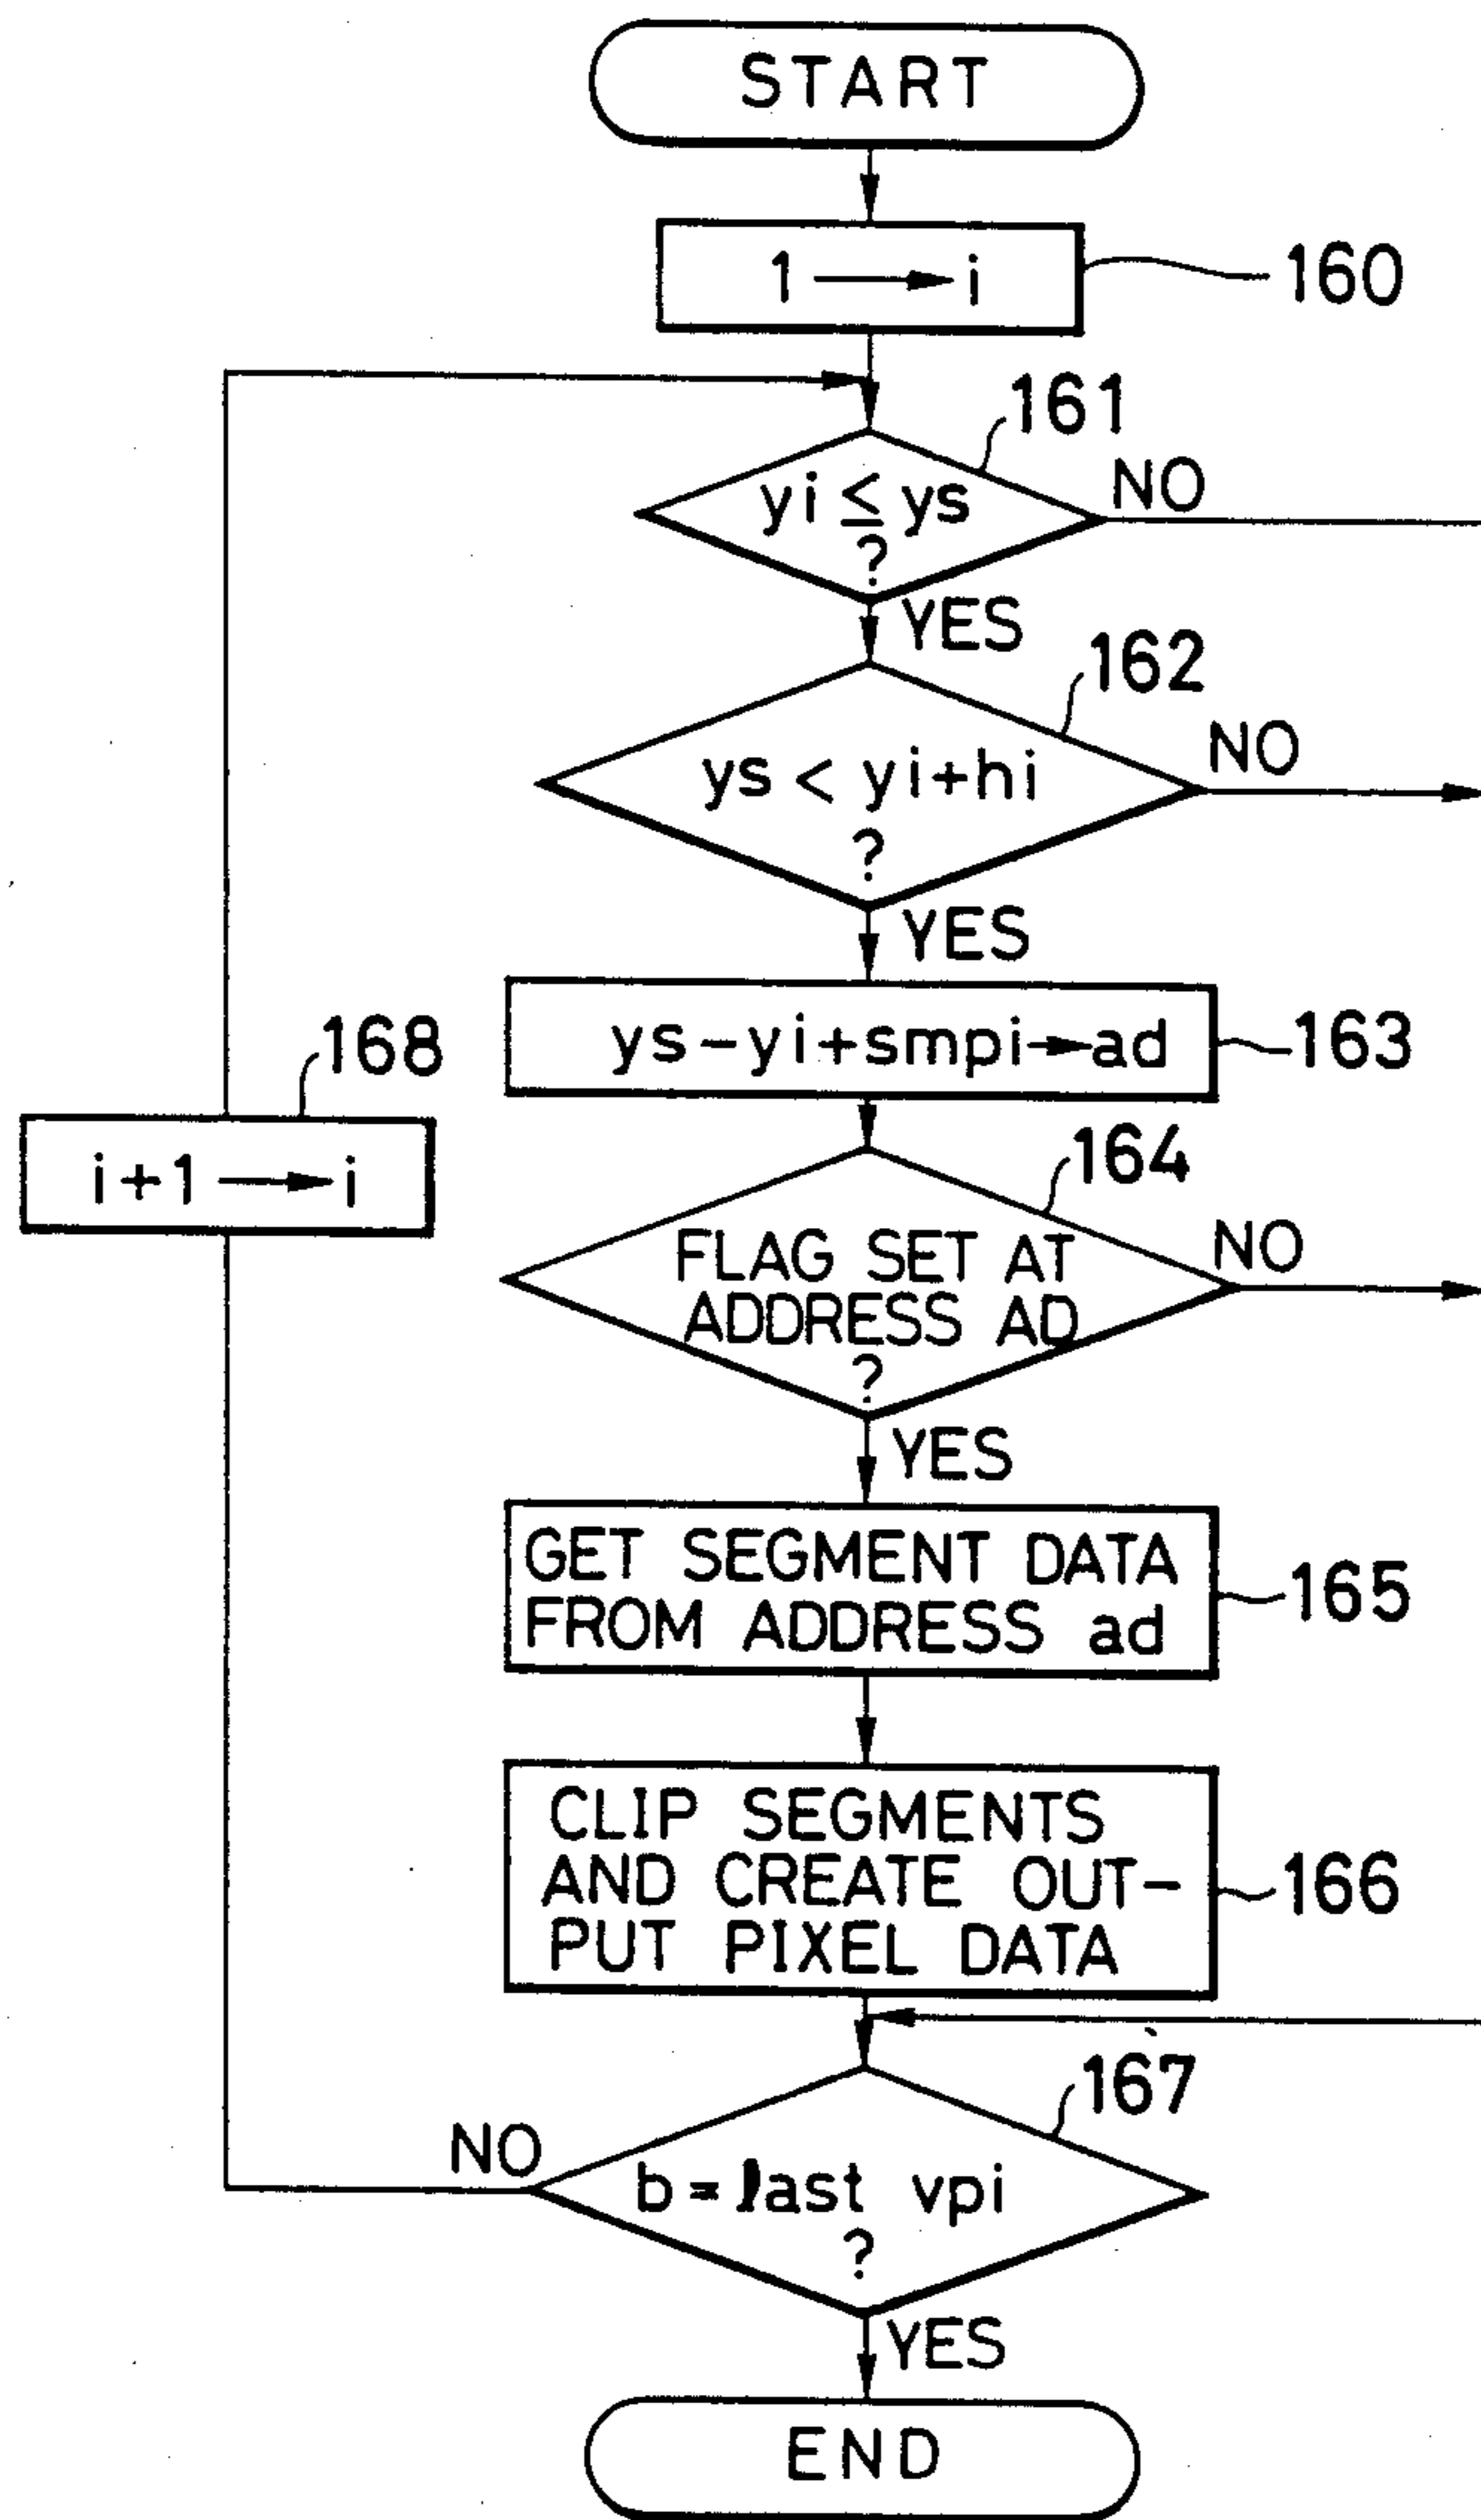 START
1 → i
160
161
yi ≤ ys
?
NO
YES
162
ys < yi+hi
?
NO
YES
ys-yi+smpi→ad
163
168
i+1 → i
164
FLAG SET AT
ADDRESS AD
?
NO
YES
GET SEGMENT DATA
FROM ADDRESS ad
165
CLIP SEGMENTS
AND CREATE OUT-
PUT PIXEL DATA
166
167
b = last vpi
?
NO
YES
END